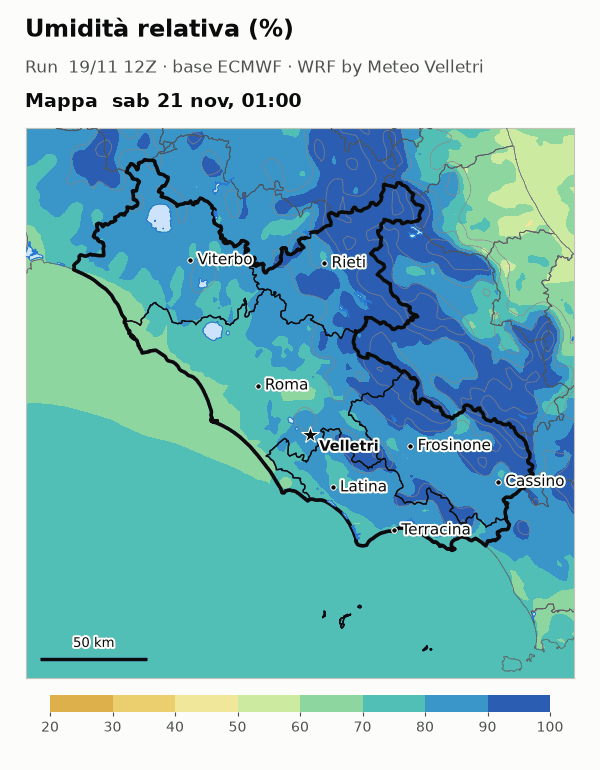 Umidità relativa (%)
Run  19/11 12Z · base ECMWF · WRF by Meteo Velletri
Mappa  sab 21 nov, 01:00
Viterbo
Rieti
Roma
Velletri
Frosinone
Latina
Cassino
Terracina
50 km
20 30 40 50 60 70 80 90 100